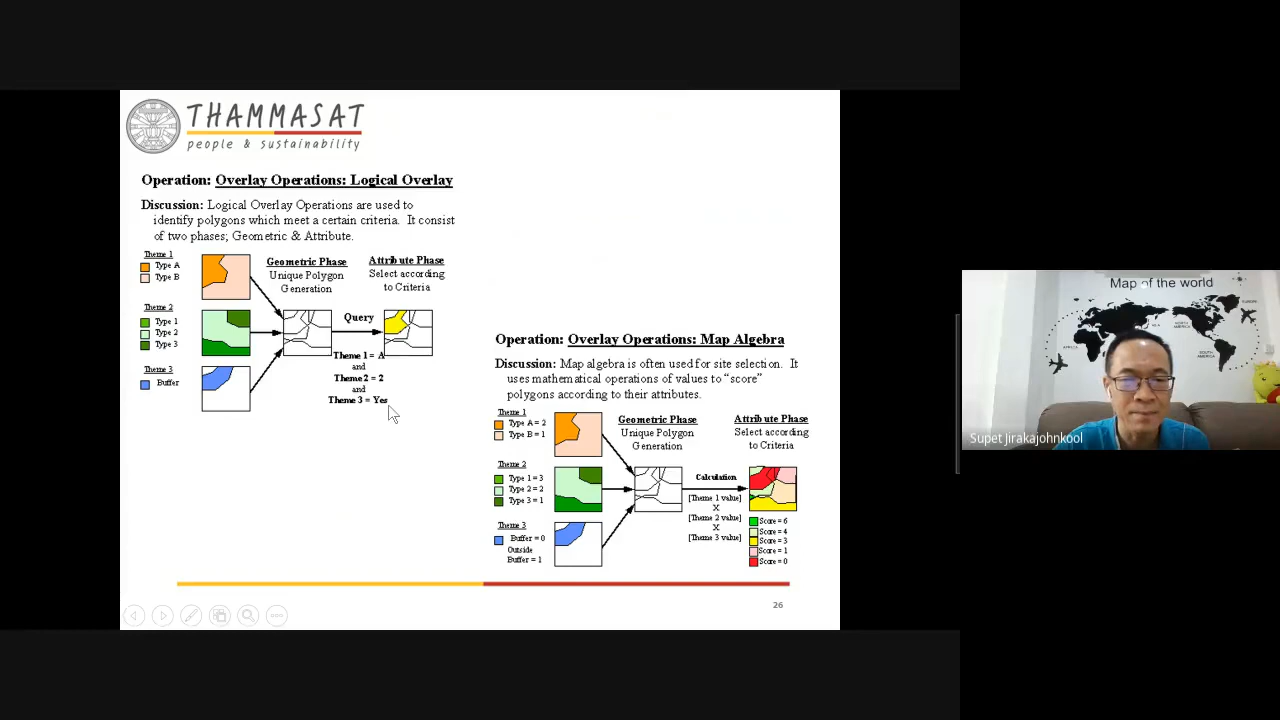 THAMMASAT
people & sustainability
Operation: Overlay Operations: Logical Overlay
Discussion: Logical Overlay Operations are used to
identify polygons which meet a certain criteria. It consist
of two phases; Geometric & Attribute.
Theme 1
Type A
Type B
Theme 2
Type 1
Type 2
Type 3
Theme 3
Buffer
Geometric Phase
Unique Polygon
Generation
Attribute Phase
Select according
to Criteria
Query
Theme 1 = A
and
Theme 2 = 2
and
Theme 3 = Yes
Operation: Overlay Operations: Map Algebra
Discussion: Map algebra is often used for site selection. It
uses mathematical operations of values to “score”
polygons according to their attributes.
Theme 1
Type A = 2
Type B = 1
Theme 2
Type 1 = 3
Type 2 = 2
Type 3 = 1
Theme 3
Buffer = 0
Outside
Buffer = 1
Geometric Phase
Unique Polygon
Generation
Attribute Phase
Select according
to Criteria
Calculation
[Theme 1 value]
X
[Theme 2 value]
X
[Theme 3 value]
Score = 6
Score = 4
Score = 3
Score = 1
Score = 0
26
Map of the world
EUROPE
ASIA
AFRICA
NORTH
AMERICA
SOUTH
AMERICA
Supet Jirakajohnkool